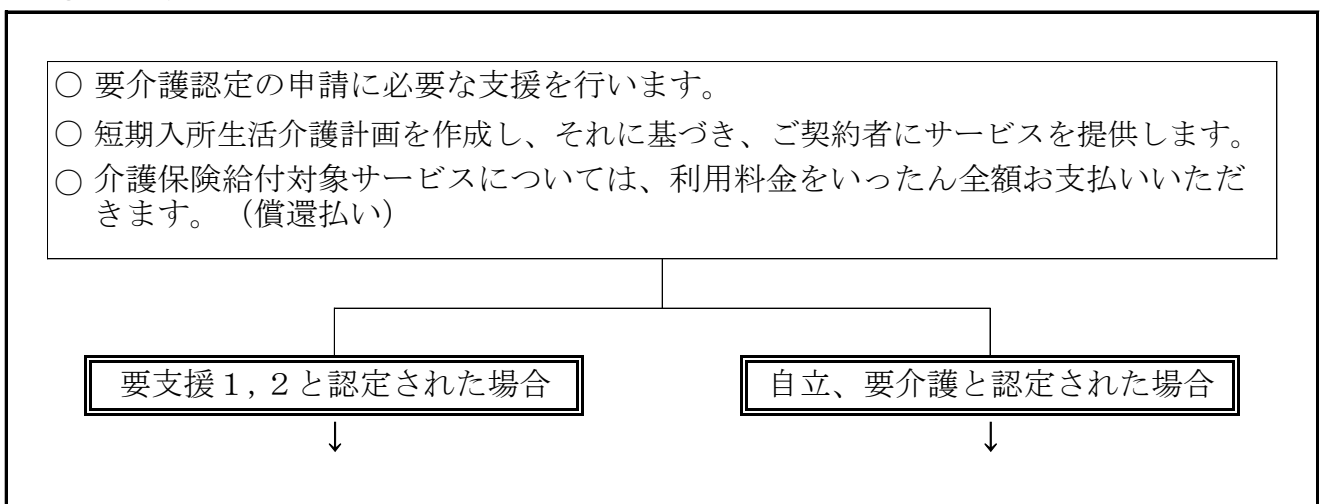 ○ 要介護認定の申請に必要な支援を行います。
○ 短期入所生活介護計画を作成し、それに基づき、ご契約者にサービスを提供します。
○ 介護保険給付対象サービスについては、利用料金をいったん全額お支払いいただ
きます。（償還払い）
要支援１,２と認定された場合
自立、要介護と認定された場合
↓
↓